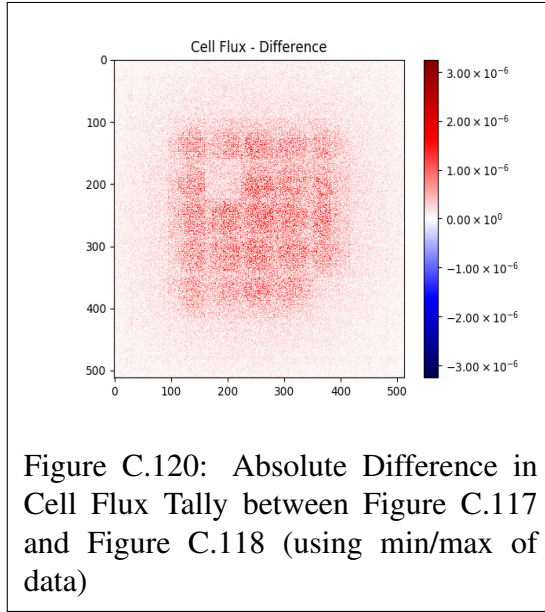 Cell Flux - Difference
0
100
200
300
400
500
0 100 200 300 400 500
3.00 × 10⁻⁶
2.00 × 10⁻⁶
1.00 × 10⁻⁶
0.00 × 10⁰
−1.00 × 10⁻⁶
−2.00 × 10⁻⁶
−3.00 × 10⁻⁶
Figure C.120: Absolute Difference in
Cell Flux Tally between Figure C.117
and Figure C.118 (using min/max of
data)